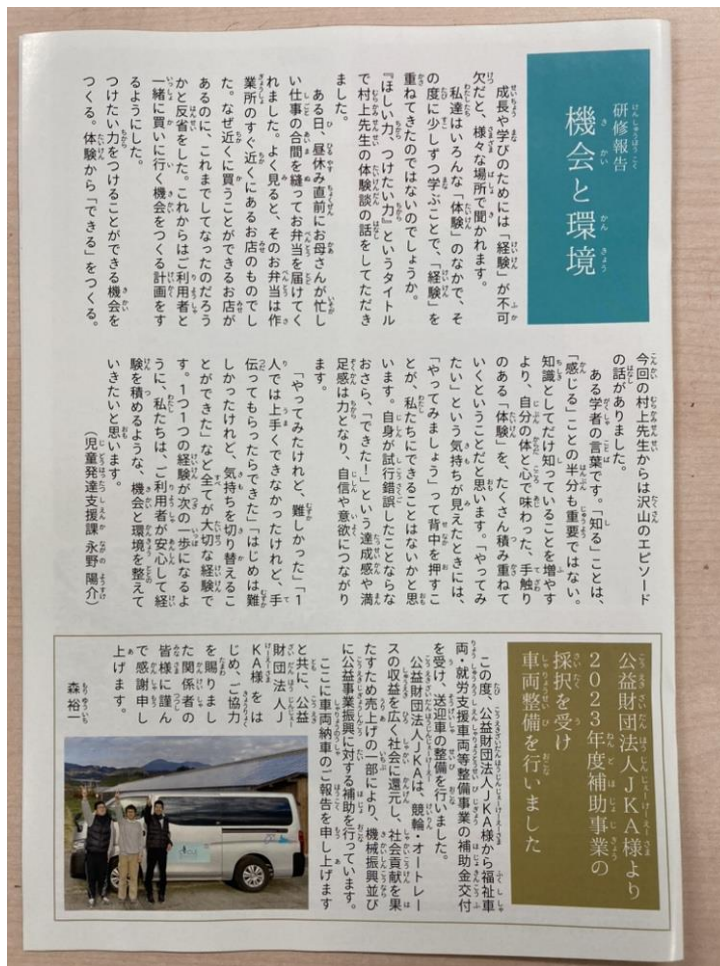 研修報告
機会と環境
成長や学びのためには「経験」が不可
欠だと、様々な場所で聞かれます。
私達はいろんな「体験」のなかで、そ
の度に少しずつ学ぶことで、「経験」を
重ねてきたのではないのでしょうか。
『ほしい力、つけたい力』というタイトル
で村上先生の体験談の話をしてただき
ました。
ある日、昼休み直前にお母さんが忙し
い仕事の合間を縫ってお弁当を届けてく
れました。よく見ると、そのお弁当は作
業所のすぐ近くにあるお店のものでし
た。なぜ近くに買うことができるお店が
あるのに、これまでしてなったのだろう
かと反省をした。これからはご利用者と
一緒に買いに行く機会をつくる計画をす
るようにした。
つけたい力をつけることができる機会を
つくる。体験から「できる」をつくる。
今回の村上先生からは沢山のエピソード
の話がありました。
ある学者の言葉です。「知る」ことは、
「感じる」ことの半分も重要ではない。
知識としてだけ知っていることを増やす
より、自分の体と心で味わった、手触り
のある「体験」を、たくさん積み重ねて
いくということだと思います。「やってみ
たい」という気持ちが見えたときには、
「やってみましょう」って背中を押すこ
とが、私たちにできることはないかと思
います。自身が試行錯誤したことならな
おさら、「できた！」という達成感や満
足感は力となり、自信や意欲につながり
ます。
「やってみたけれど、難しかった」「1
人では上手くできなかったけれど、手
伝ってもらったらできた」「はじめは難
しかったけれど、気持ちを切り替えるこ
とができた」など全てが大切な経験で
す。1つ1つの経験が次の一歩になるよ
うに、私たちは、ご利用者が安心して経
験を積めるような、機会と環境を整えて
いきたいと思います。
（児童発達支援課 永野 陽介）
公益財団法人JKA様より
2023年度補助事業の
採択を受け
車両整備を行いました
この度、公益財団法人JKA様から福祉車
両・就労支援車両等整備事業の補助金交付
を受け、送迎車の整備を行いました。
公益財団法人JKAは、競輪・オートレー
スの収益を広く社会に還元し、社会貢献を果
たすため売上げの一部により、機械振興並び
に公益事業振興に対する補助を行っています。
ここに車両納車のご報告を申し上げます
と共に、公益
財団法人J
KA様をは
じめ、ご協力
を賜りまし
た関係者の
皆様に謹ん
で感謝申し
上げます。
森 裕一